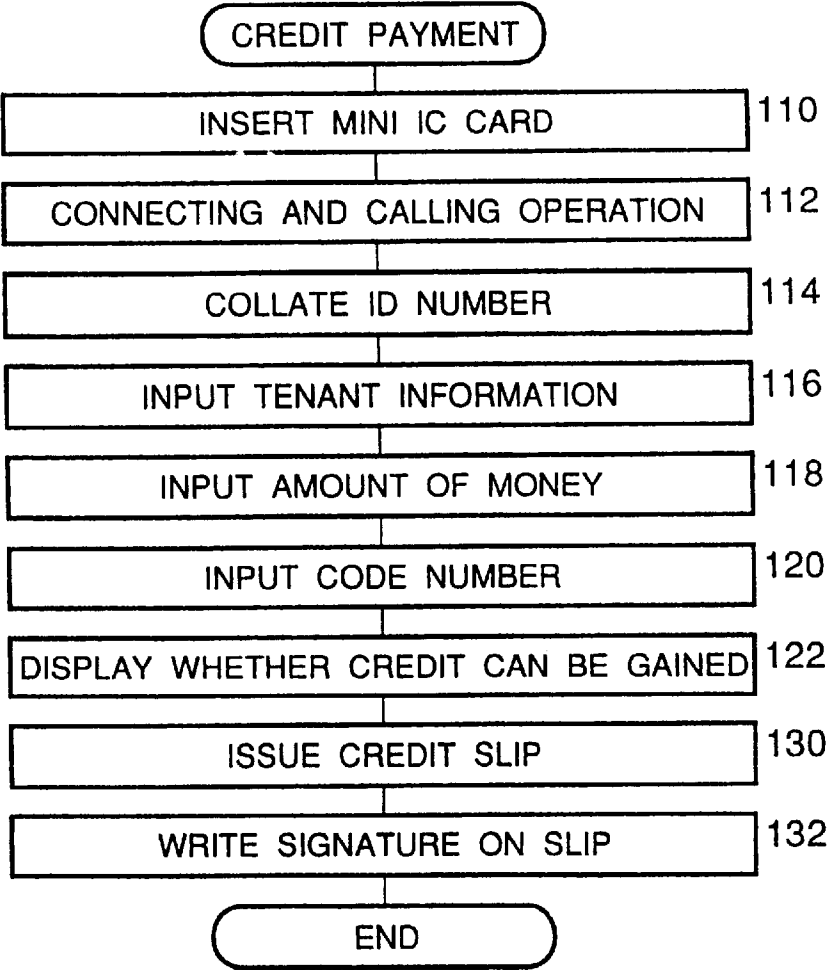 CREDIT PAYMENT
INSERT MINI IC CARD 110
CONNECTING AND CALLING OPERATION 112
COLLATE ID NUMBER 114
INPUT TENANT INFORMATION 116
INPUT AMOUNT OF MONEY 118
INPUT CODE NUMBER 120
DISPLAY WHETHER CREDIT CAN BE GAINED 122
ISSUE CREDIT SLIP 130
WRITE SIGNATURE ON SLIP 132
END